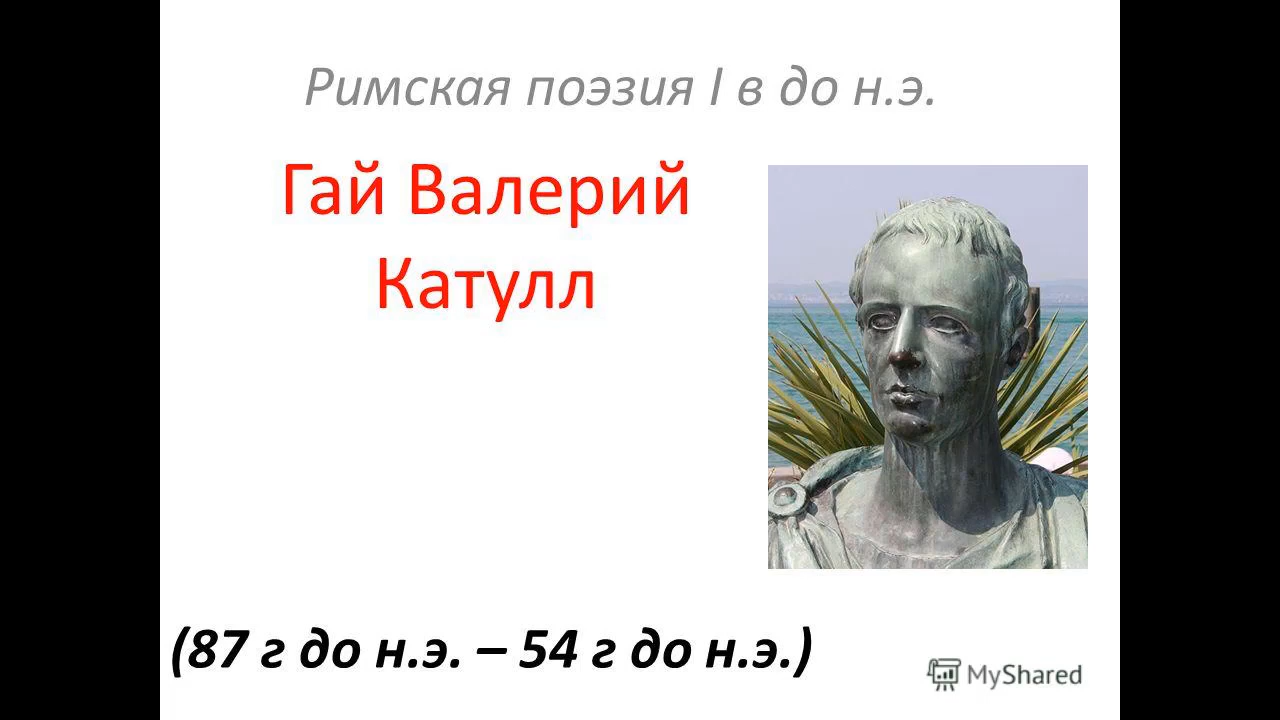 Римская поэзия I в до н.э.
Гай Валерий
Катулл
(87 г до н.э. – 54 г до н.э.)
MyShared